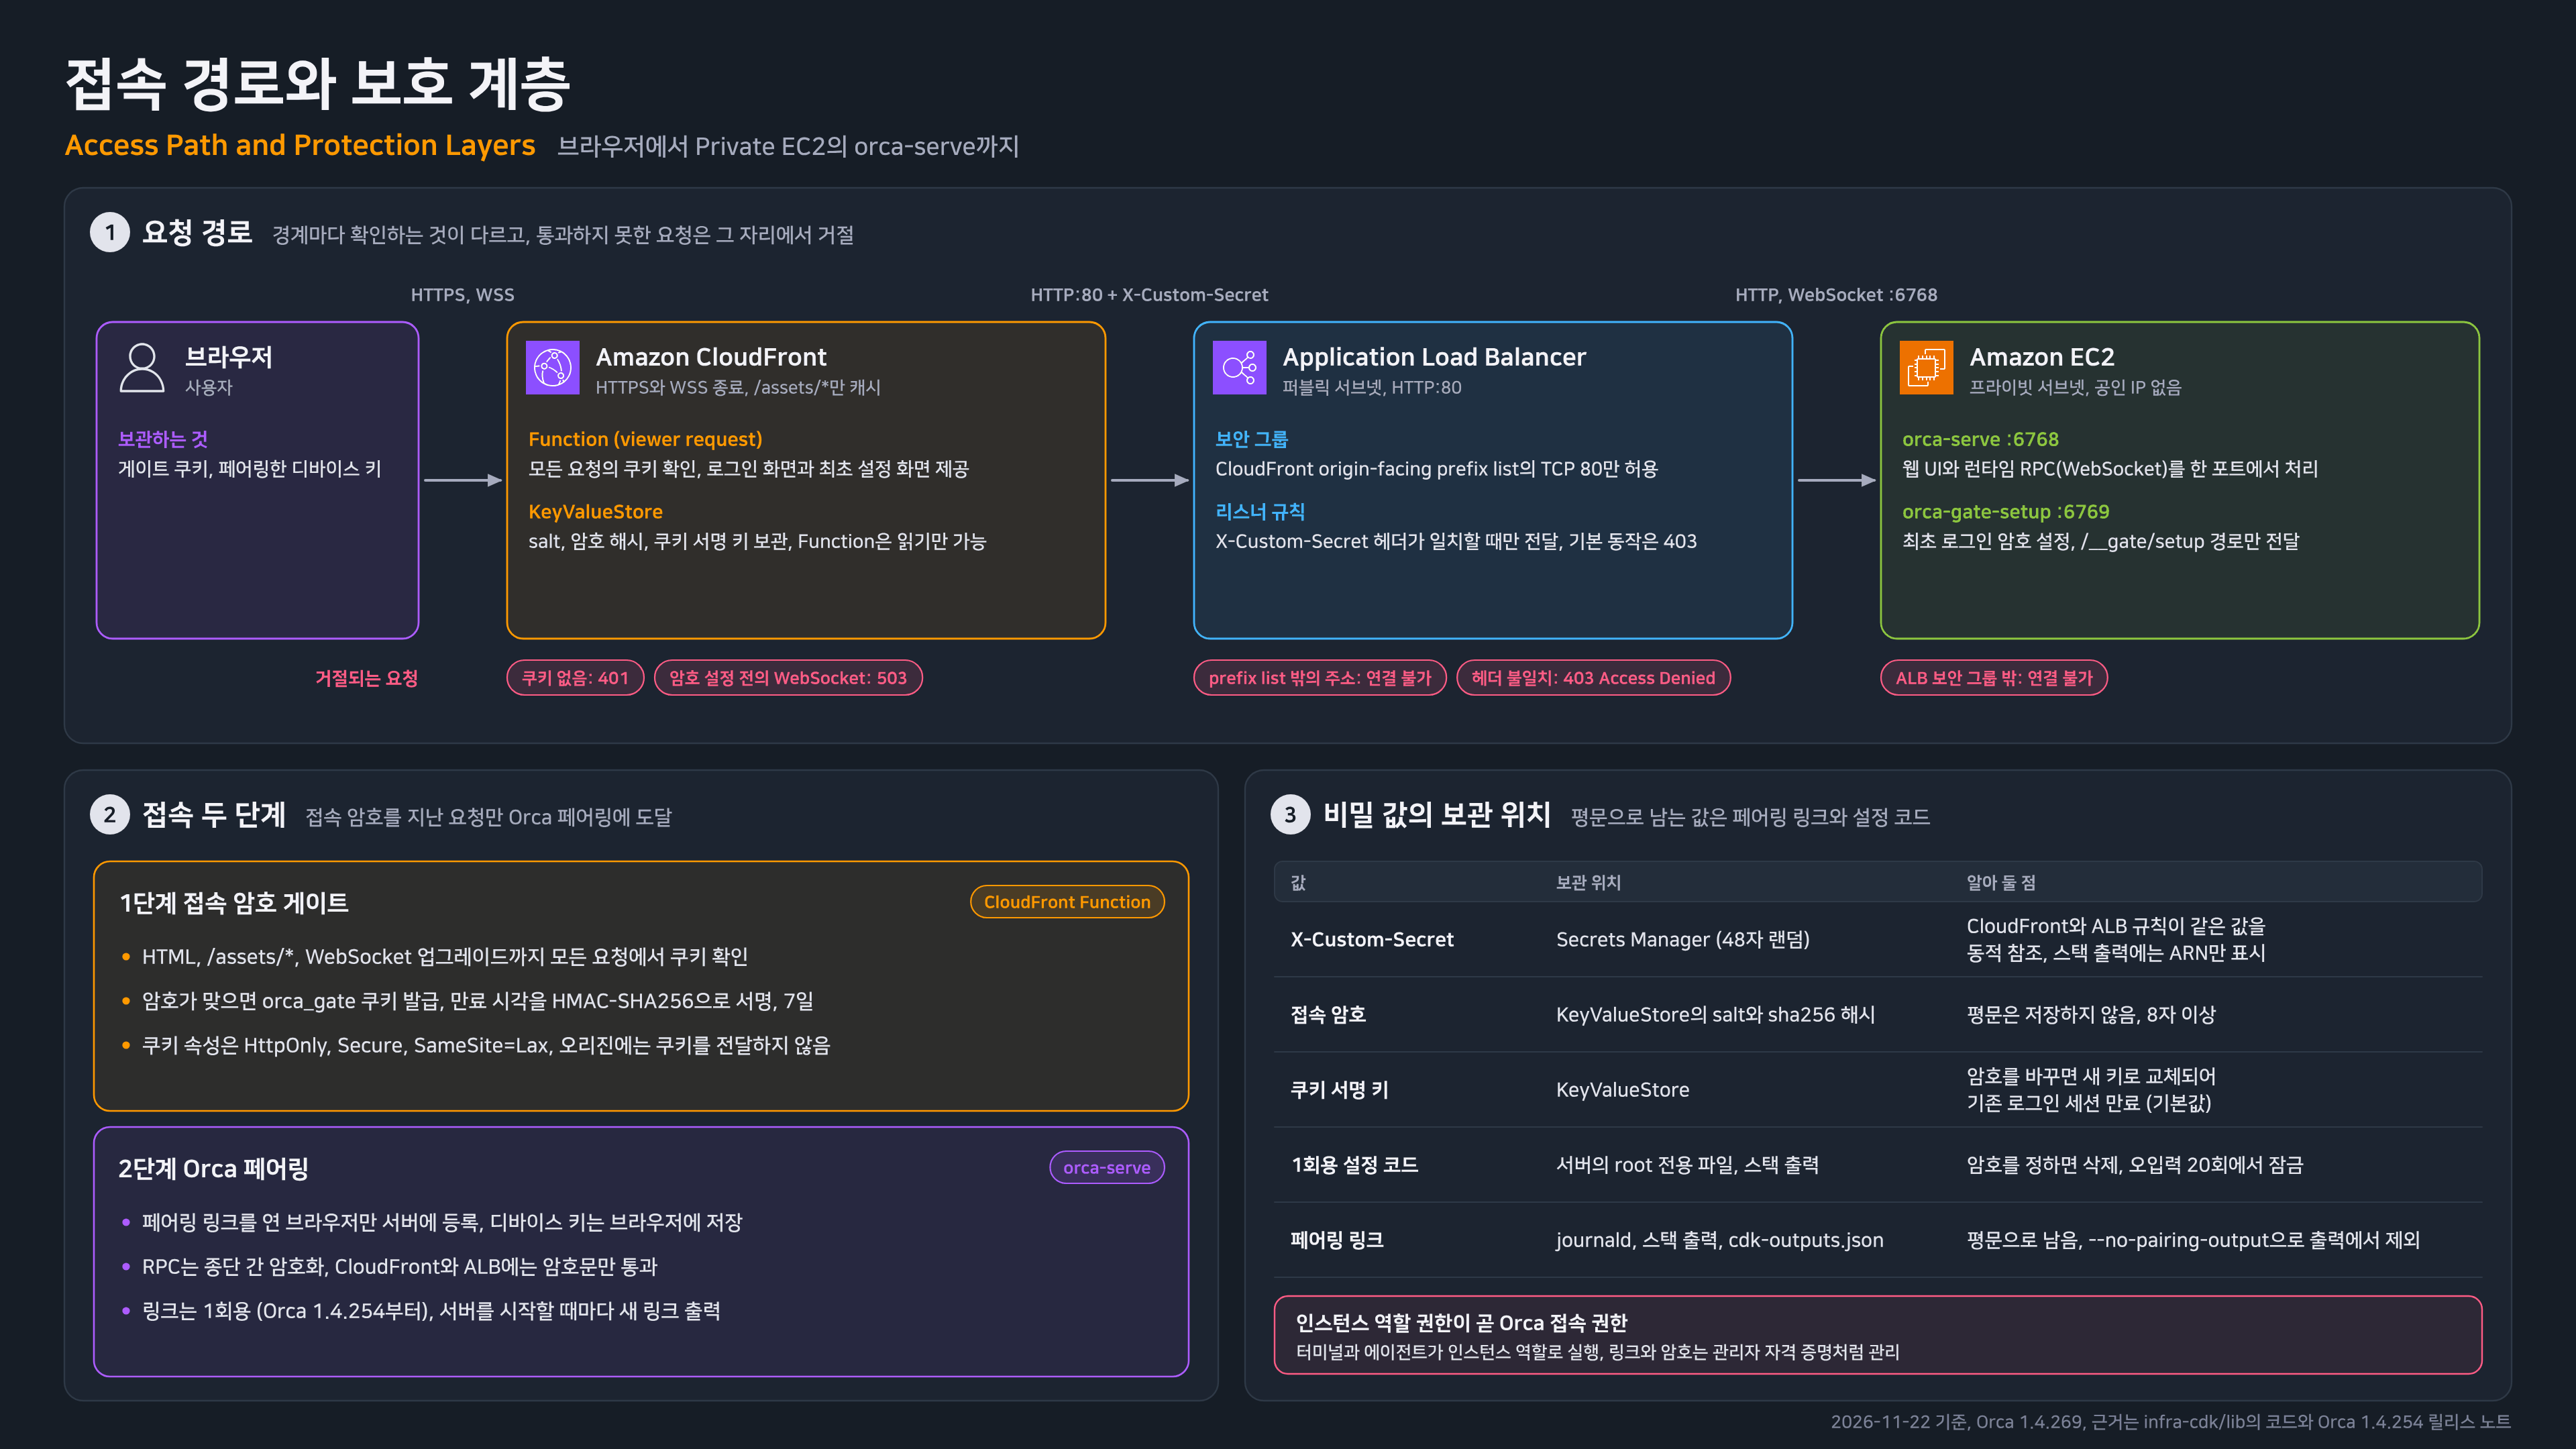 접속 경로와 보호 계층
Access Path and Protection Layers 브라우저에서 Private EC2의 orca-serve까지
1 요청 경로 경계마다 확인하는 것이 다르고, 통과하지 못한 요청은 그 자리에서 거절
HTTPS, WSS
HTTP:80 + X-Custom-Secret
HTTP, WebSocket :6768
브라우저
사용자
보관하는 것
게이트 쿠키, 페어링한 디바이스 키
Amazon CloudFront
HTTPS와 WSS 종료, /assets/*만 캐시
Function (viewer request)
모든 요청의 쿠키 확인, 로그인 화면과 최초 설정 화면 제공
KeyValueStore
salt, 암호 해시, 쿠키 서명 키 보관, Function은 읽기만 가능
Application Load Balancer
퍼블릭 서브넷, HTTP:80
보안 그룹
CloudFront origin-facing prefix list의 TCP 80만 허용
리스너 규칙
X-Custom-Secret 헤더가 일치할 때만 전달, 기본 동작은 403
Amazon EC2
프라이빗 서브넷, 공인 IP 없음
orca-serve :6768
웹 UI와 런타임 RPC(WebSocket)를 한 포트에서 처리
orca-gate-setup :6769
최초 로그인 암호 설정, /__gate/setup 경로만 전달
거절되는 요청
쿠키 없음: 401
암호 설정 전의 WebSocket: 503
prefix list 밖의 주소: 연결 불가
헤더 불일치: 403 Access Denied
ALB 보안 그룹 밖: 연결 불가
2 접속 두 단계 접속 암호를 지난 요청만 Orca 페어링에 도달
1단계 접속 암호 게이트
CloudFront Function
• HTML, /assets/*, WebSocket 업그레이드까지 모든 요청에서 쿠키 확인
• 암호가 맞으면 orca_gate 쿠키 발급, 만료 시각을 HMAC-SHA256으로 서명, 7일
• 쿠키 속성은 HttpOnly, Secure, SameSite=Lax, 오리진에는 쿠키를 전달하지 않음
2단계 Orca 페어링
orca-serve
• 페어링 링크를 연 브라우저만 서버에 등록, 디바이스 키는 브라우저에 저장
• RPC는 종단 간 암호화, CloudFront와 ALB에는 암호문만 통과
• 링크는 1회용 (Orca 1.4.254부터), 서버를 시작할 때마다 새 링크 출력
3 비밀 값의 보관 위치 평문으로 남는 값은 페어링 링크와 설정 코드
값 보관 위치 알아 둘 점
X-Custom-Secret Secrets Manager (48자 랜덤) CloudFront와 ALB 규칙이 같은 값을
동적 참조, 스택 출력에는 ARN만 표시
접속 암호 KeyValueStore의 salt와 sha256 해시 평문은 저장하지 않음, 8자 이상
쿠키 서명 키 KeyValueStore 암호를 바꾸면 새 키로 교체되어
기존 로그인 세션 만료 (기본값)
1회용 설정 코드 서버의 root 전용 파일, 스택 출력 암호를 정하면 삭제, 오입력 20회에서 잠금
페어링 링크 journald, 스택 출력, cdk-outputs.json 평문으로 남음, --no-pairing-output으로 출력에서 제외
인스턴스 역할 권한이 곧 Orca 접속 권한
터미널과 에이전트가 인스턴스 역할로 실행, 링크와 암호는 관리자 자격 증명처럼 관리
2026-11-22 기준, Orca 1.4.269, 근거는 infra-cdk/lib의 코드와 Orca 1.4.254 릴리스 노트